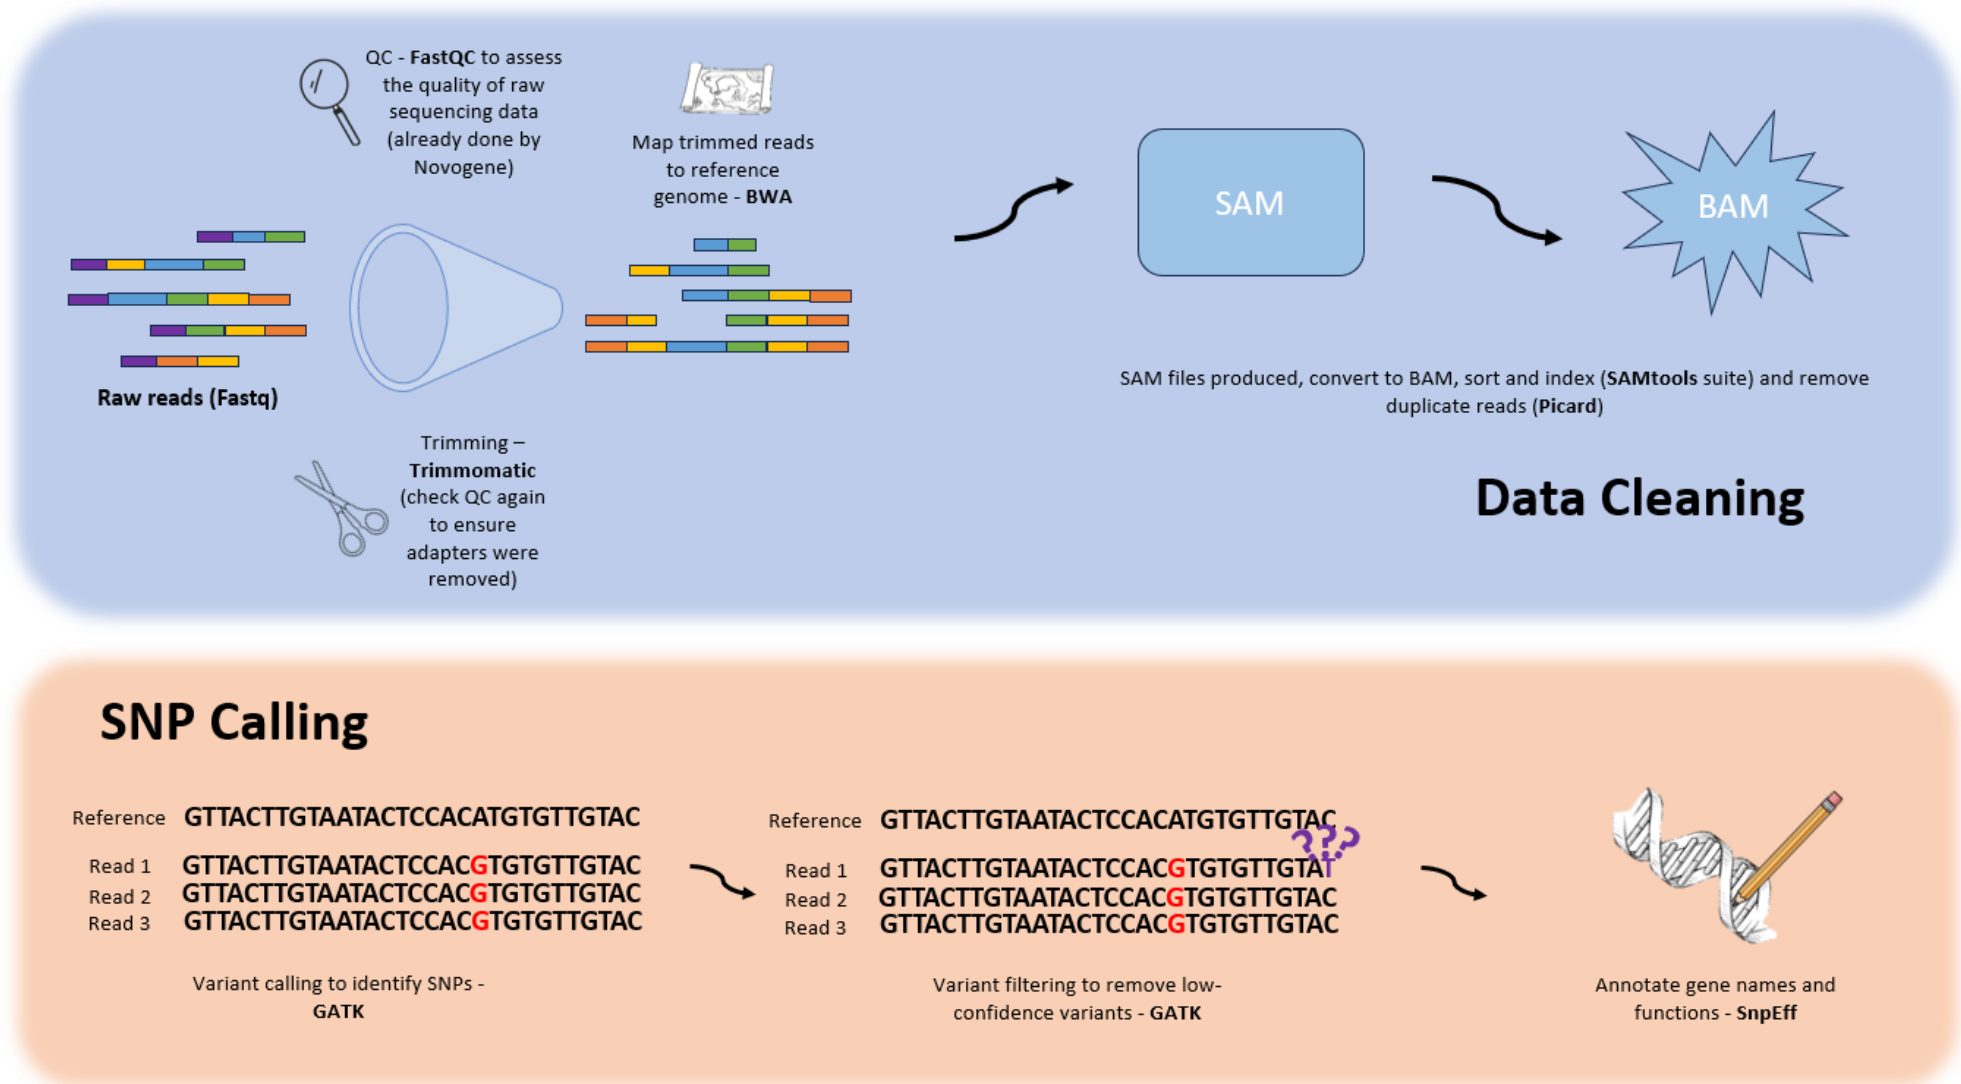 QC - FastQC to assess
the quality of raw
sequencing data
(already done by
Novogene)
Map trimmed reads
to reference
genome - BWA
SAM
BAM
Raw reads (Fastq)
SAM files produced, convert to BAM, sort and index (SAMtools suite) and remove
duplicate reads (Picard)
Trimming –
Trimmomatic
(check QC again
to ensure
adapters were
removed)
Data Cleaning
SNP Calling
Reference GTTACTTGTAATACTCCACATGTGTTGTAC
Read 1 GTTACTTGTAATACTCCACGTGTGTTGTAC
Read 2 GTTACTTGTAATACTCCACGTGTGTTGTAC
Read 3 GTTACTTGTAATACTCCACGTGTGTTGTAC
Variant calling to identify SNPs -
GATK
Reference GTTACTTGTAATACTCCACATGTGTTGTAC
???
Read 1 GTTACTTGTAATACTCCACGTGTGTTGTAT
Read 2 GTTACTTGTAATACTCCACGTGTGTTGTAC
Read 3 GTTACTTGTAATACTCCACGTGTGTTGTAC
Variant filtering to remove low-
confidence variants - GATK
Annotate gene names and
functions - SnpEff